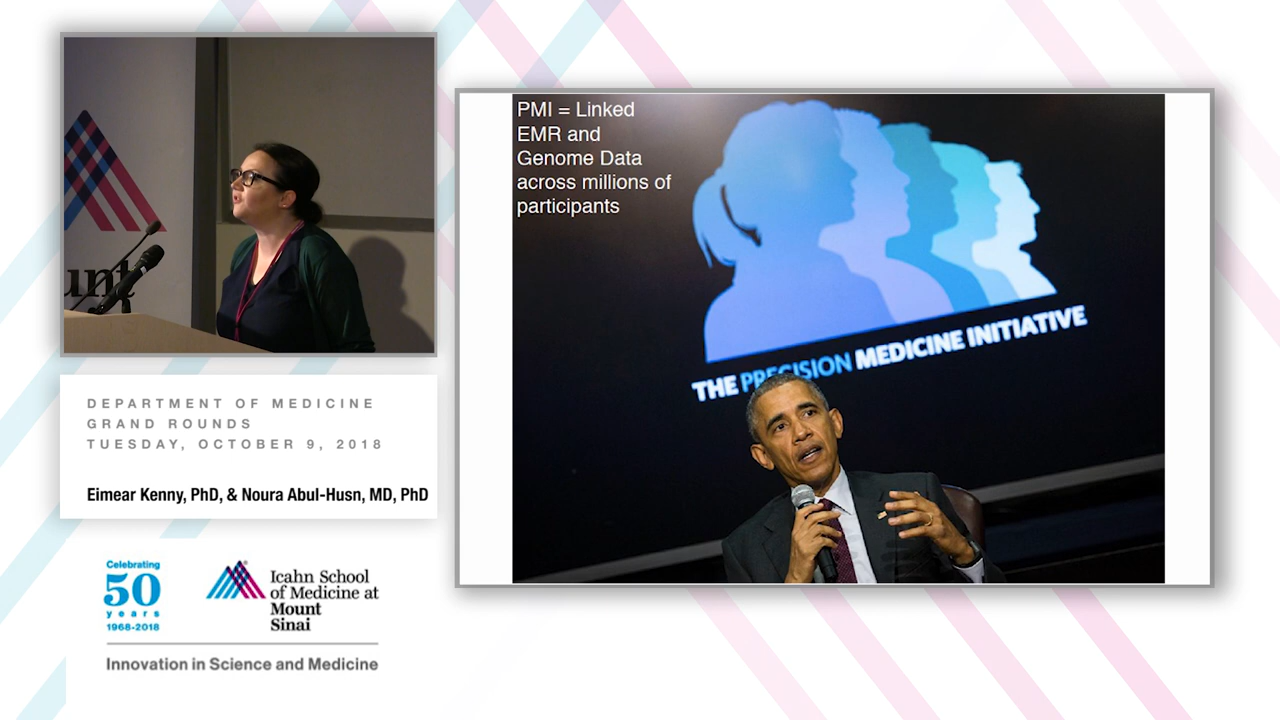 unt
DEPARTMENT OF MEDICINE
GRAND ROUNDS
TUESDAY, OCTOBER 9, 2018
Eimear Kenny, PhD, & Noura Abul-Husn, MD, PhD
Celebrating
50
years
1968-2018
Icahn School
of Medicine at
Mount
Sinai
Innovation in Science and Medicine
PMI = Linked
EMR and
Genome Data
across millions of
participants
THE PRECISION MEDICINE INITIATIVE